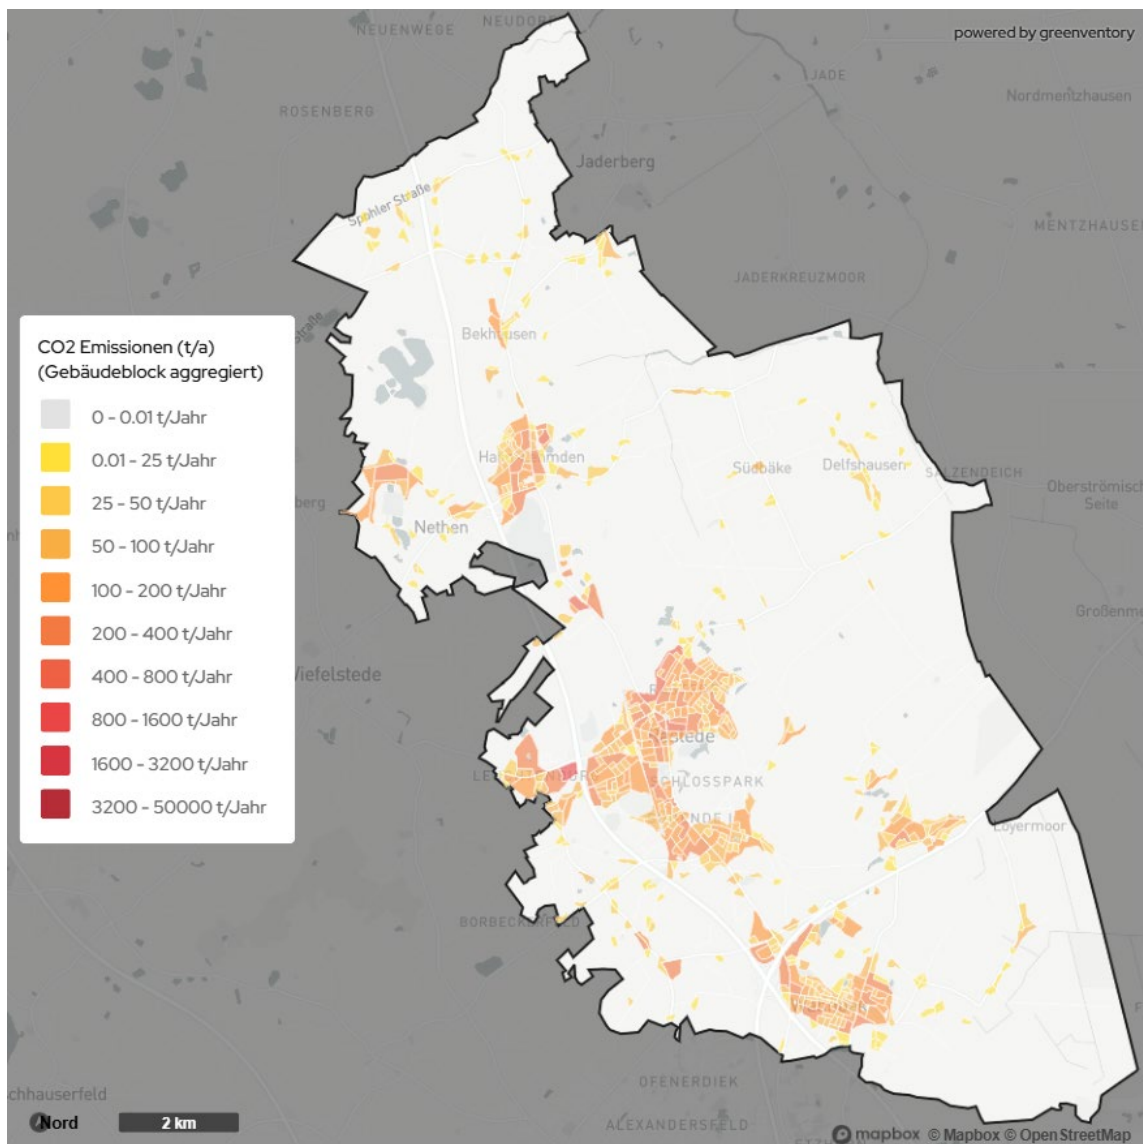 NEUENWEGE
NEUDORF
powered by greenventory
JADE
Nordmentzhausen
ROSENBERG
Jaderberg
Spohler Straße
MENTZHAUSEN
JADERKREUZMOOR
Bekhausen
CO2 Emissionen (t/a)
(Gebäudeblock aggregiert)
0 - 0.01 t/Jahr
0.01 - 25 t/Jahr
25 - 50 t/Jahr
50 - 100 t/Jahr
100 - 200 t/Jahr
200 - 400 t/Jahr
400 - 800 t/Jahr
800 - 1600 t/Jahr
1600 - 3200 t/Jahr
3200 - 50000 t/Jahr
Südbäke
Delfshausen
SALZENDEICH
Oberströmisch
Seite
Nethen
Großenme
Wiefelstede
Rastede
SCHLOSSPARK
Loyermoor
BORBECKERFELD
OFENERDIEK
schhauserfeld
Nord
2 km
ALEXANDERSFELD
mapbox © Mapbox © OpenStreetMap